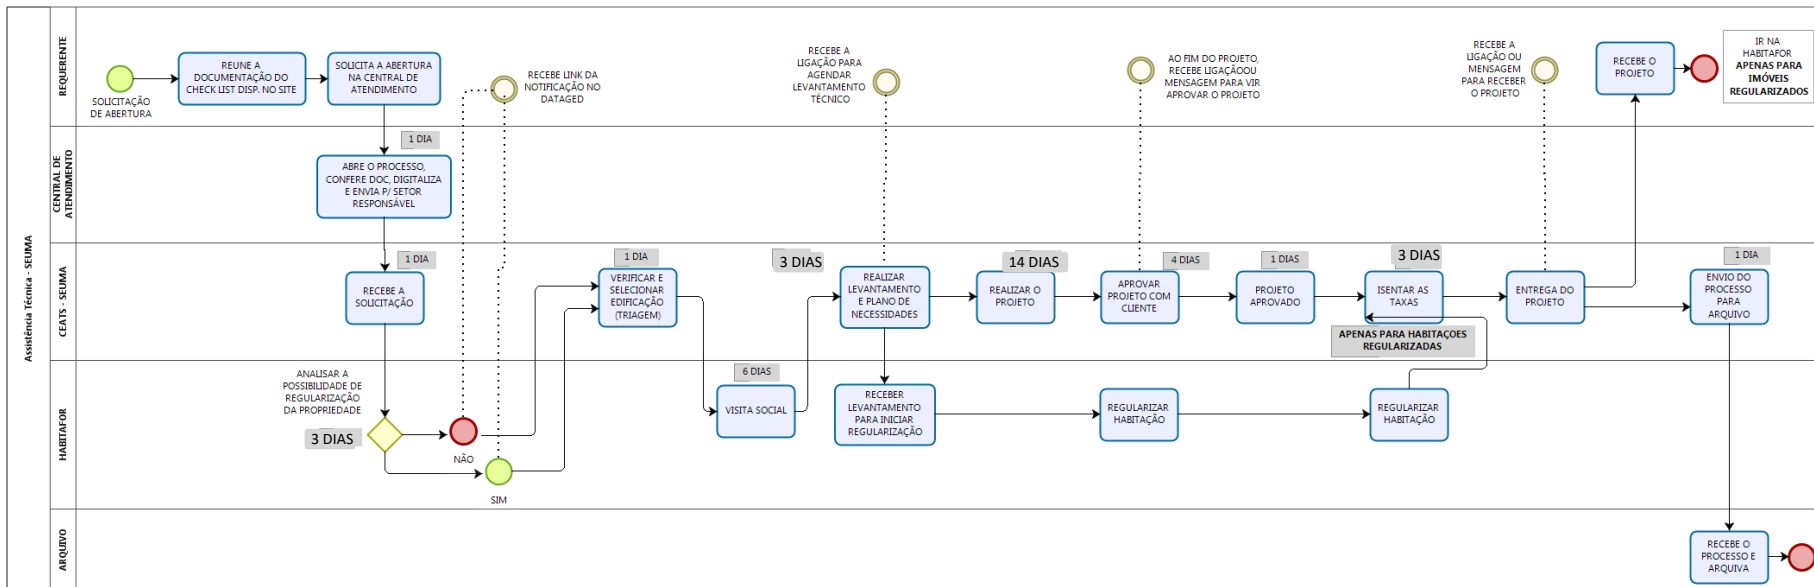 Assistência Técnica - SEUMA
REQUERENTE
SOLICITAÇÃO
DE ABERTURA
REUNE A
DOCUMENTAÇÃO DO
CHECK LIST DISP. NO SITE
SOLICITA A ABERTURA
NA CENTRAL DE
ATENDIMENTO
RECEBE LINK DA
NOTIFICAÇÃO NO
DATAGED
RECEBE A
LIGAÇÃO PARA
AGENDAR
LEVANTAMENTO
TÉCNICO
AO FIM DO PROJETO,
RECEBE LIGAÇÃOOU
MENSAGEM PARA VIR
APROVAR O PROJETO
RECEBE A
LIGAÇÃO OU
MENSAGEM
PARA RECEBER
O PROJETO
RECEBE O
PROJETO
IR NA
HABITAFOR
APENAS PARA
IMÓVEIS
REGULARIZADOS
CENTRAL DE
ATENDIMENTO
1 DIA
ABRE O PROCESSO,
CONFERE DOC, DIGITALIZA
E ENVIA P/ SETOR
RESPONSÁVEL
CEATS - SEUMA
1 DIA
RECEBE A
SOLICITAÇÃO
1 DIA
VERIFICAR E
SELECIONAR
EDIFICAÇÃO
(TRIAGEM)
3 DIAS
REALIZAR
LEVANTAMENTO
E PLANO DE
NECESSIDADES
14 DIAS
REALIZAR O
PROJETO
4 DIAS
APROVAR
PROJETO COM
CLIENTE
1 DIAS
PROJETO
APROVADO
3 DIAS
ISENTAR AS
TAXAS
APENAS PARA HABITAÇOES
REGULARIZADAS
ENTREGA DO
PROJETO
1 DIA
ENVIO DO
PROCESSO
PARA
ARQUIVO
HABITAFOR
ANALISAR A
POSSIBILIDADE DE
REGULARIZAÇÃO
DA PROPRIEDADE
3 DIAS
NÃO
SIM
6 DIAS
VISITA SOCIAL
RECEBER
LEVANTAMENTO
PARA INICIAR
REGULARIZAÇÃO
REGULARIZAR
HABITAÇÃO
REGULARIZAR
HABITAÇÃO
ARQUIVO
RECEBE O
PROCESSO E
ARQUIVA